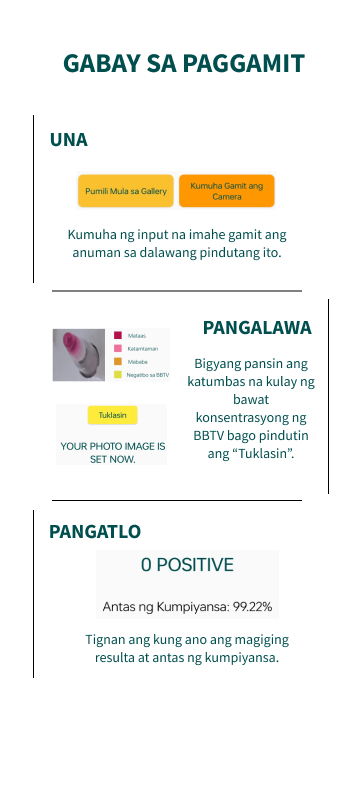 GABAY SA PAGGAMIT
UNA
Pumili Mula sa Gallery
Kumuha Gamit ang
Camera
Kumuha ng input na imahe gamit ang
anuman sa dalawang pindutang ito.
PANGALAWA
Mataas
Katamtaman
Mababa
Negatibo sa BBTV
Tuklasin
YOUR PHOTO IMAGE IS
SET NOW.
Bigyang pansin ang
katumbas na kulay ng
bawat
konsentrasyong ng
BBTV bago pindutin
ang “Tuklasin”.
PANGATLO
0 POSITIVE
Antas ng Kumpiyansa: 99.22%
Tignan ang kung ano ang magiging
resulta at antas ng kumpiyansa.